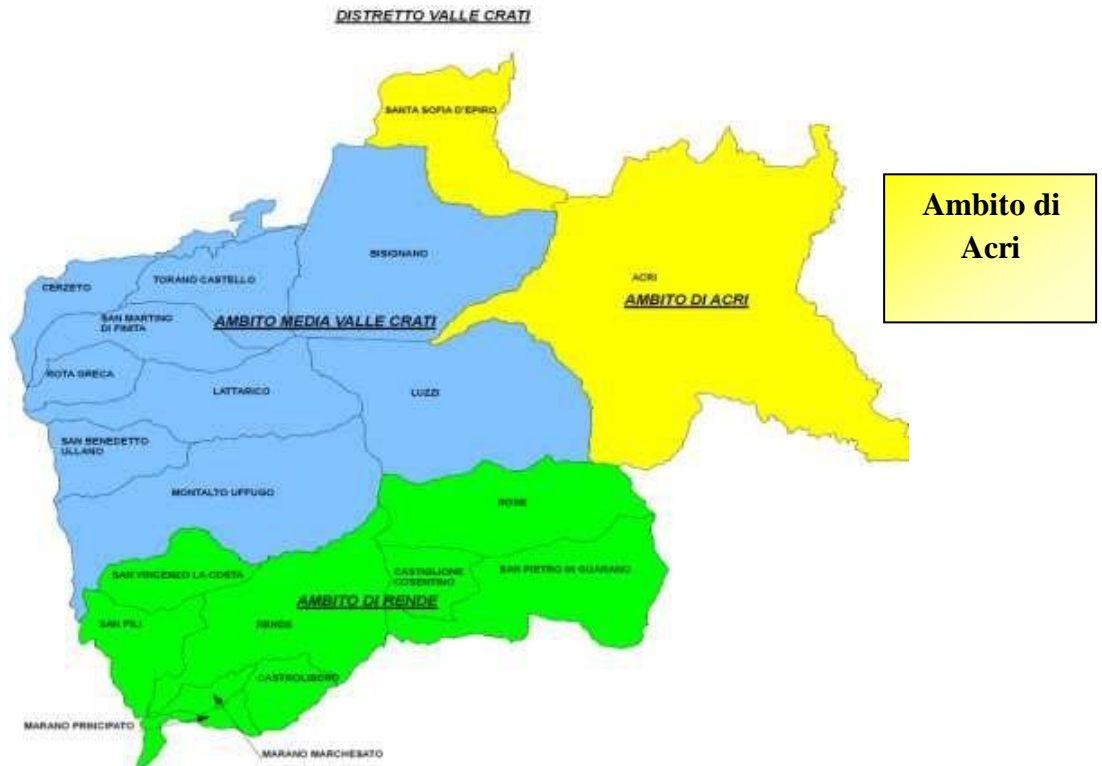 DISTRETTO VALLE CRATI
SANTA SOFIA D'EPIRO
Ambito di
Acri
BISIGNANO
ACRI
TORANO CASTELLO
CERZETO
AMBITO DI ACRI
SAN MARTINO
DI FINITA
AMBITO MEDIA VALLE CRATI
ROTA GRECA
LATTARICO
LUZZI
SAN BENEDETTO
ULLANO
MONTALTO UFFUGO
ROSE
SAN VINCENZO LA COSTA
CASTIGLIONE
COSENTINO
SAN PIETRO IN GUARANO
AMBITO DI RENDE
SAN FILI
RENDE
CASTROLIBERO
MARANO PRINCIPATO
MARANO MARCHESATO